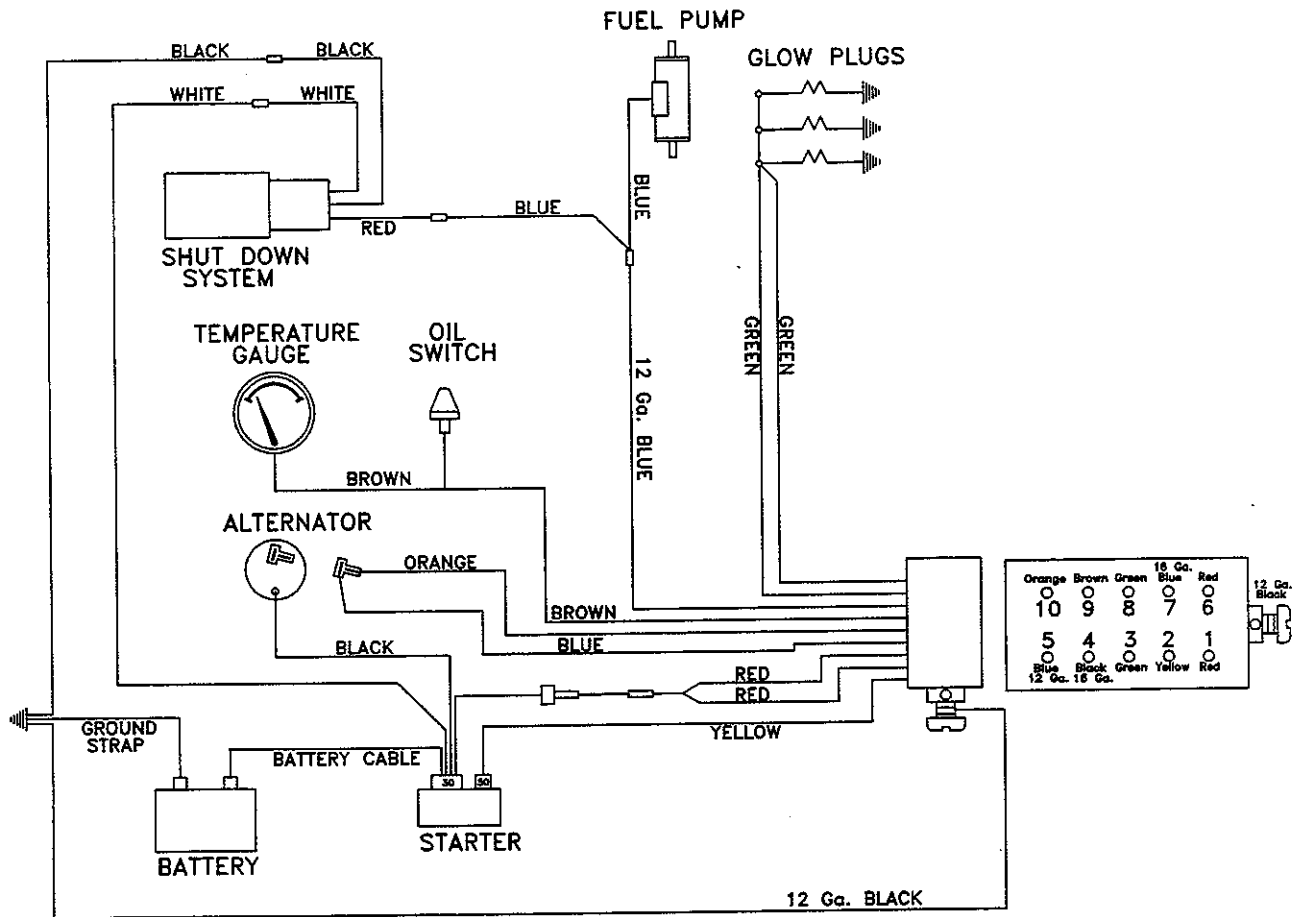 FUEL PUMP
BLACK
BLACK
GLOW PLUGS
WHITE
WHITE
BLUE
BLUE
RED
SHUT DOWN
SYSTEM
TEMPERATURE
GAUGE
OIL
SWITCH
GREEN
GREEN
12 Ga. BLUE
BROWN
ALTERNATOR
ORANGE
BROWN
BLUE
BLACK
RED
RED
YELLOW
GROUND
STRAP
BATTERY CABLE
30
50
STARTER
BATTERY
12 Ga. BLACK
16 Ga.
Orange Brown Green Blue Red
10 9 8 7 6
12 Ga.
Black
5 4 3 2 1
Blue Black Green Yellow Red
12 Ga. 16 Ga.